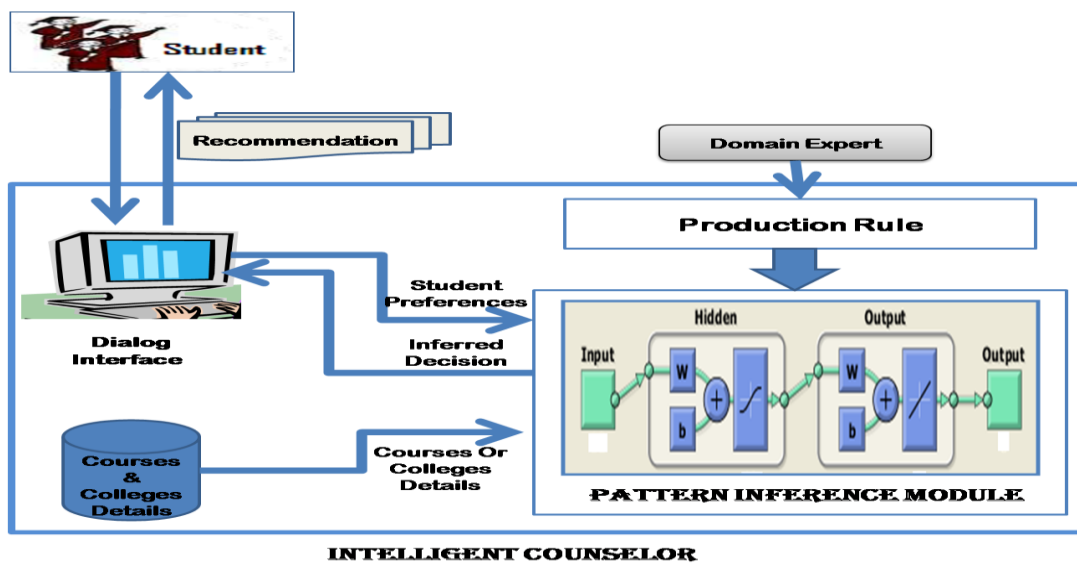 Student
Recommendation
Domain Expert
Production Rule
Student
Preferences
Inferred
Decision
Dialog
Interface
Hidden
Output
Input
Output
W
W
+
+
b
b
Courses
&
Colleges
Details
Courses Or
Colleges
Details
PATTERN INFERENCE MODULE
INTELLIGENT COUNSELOR